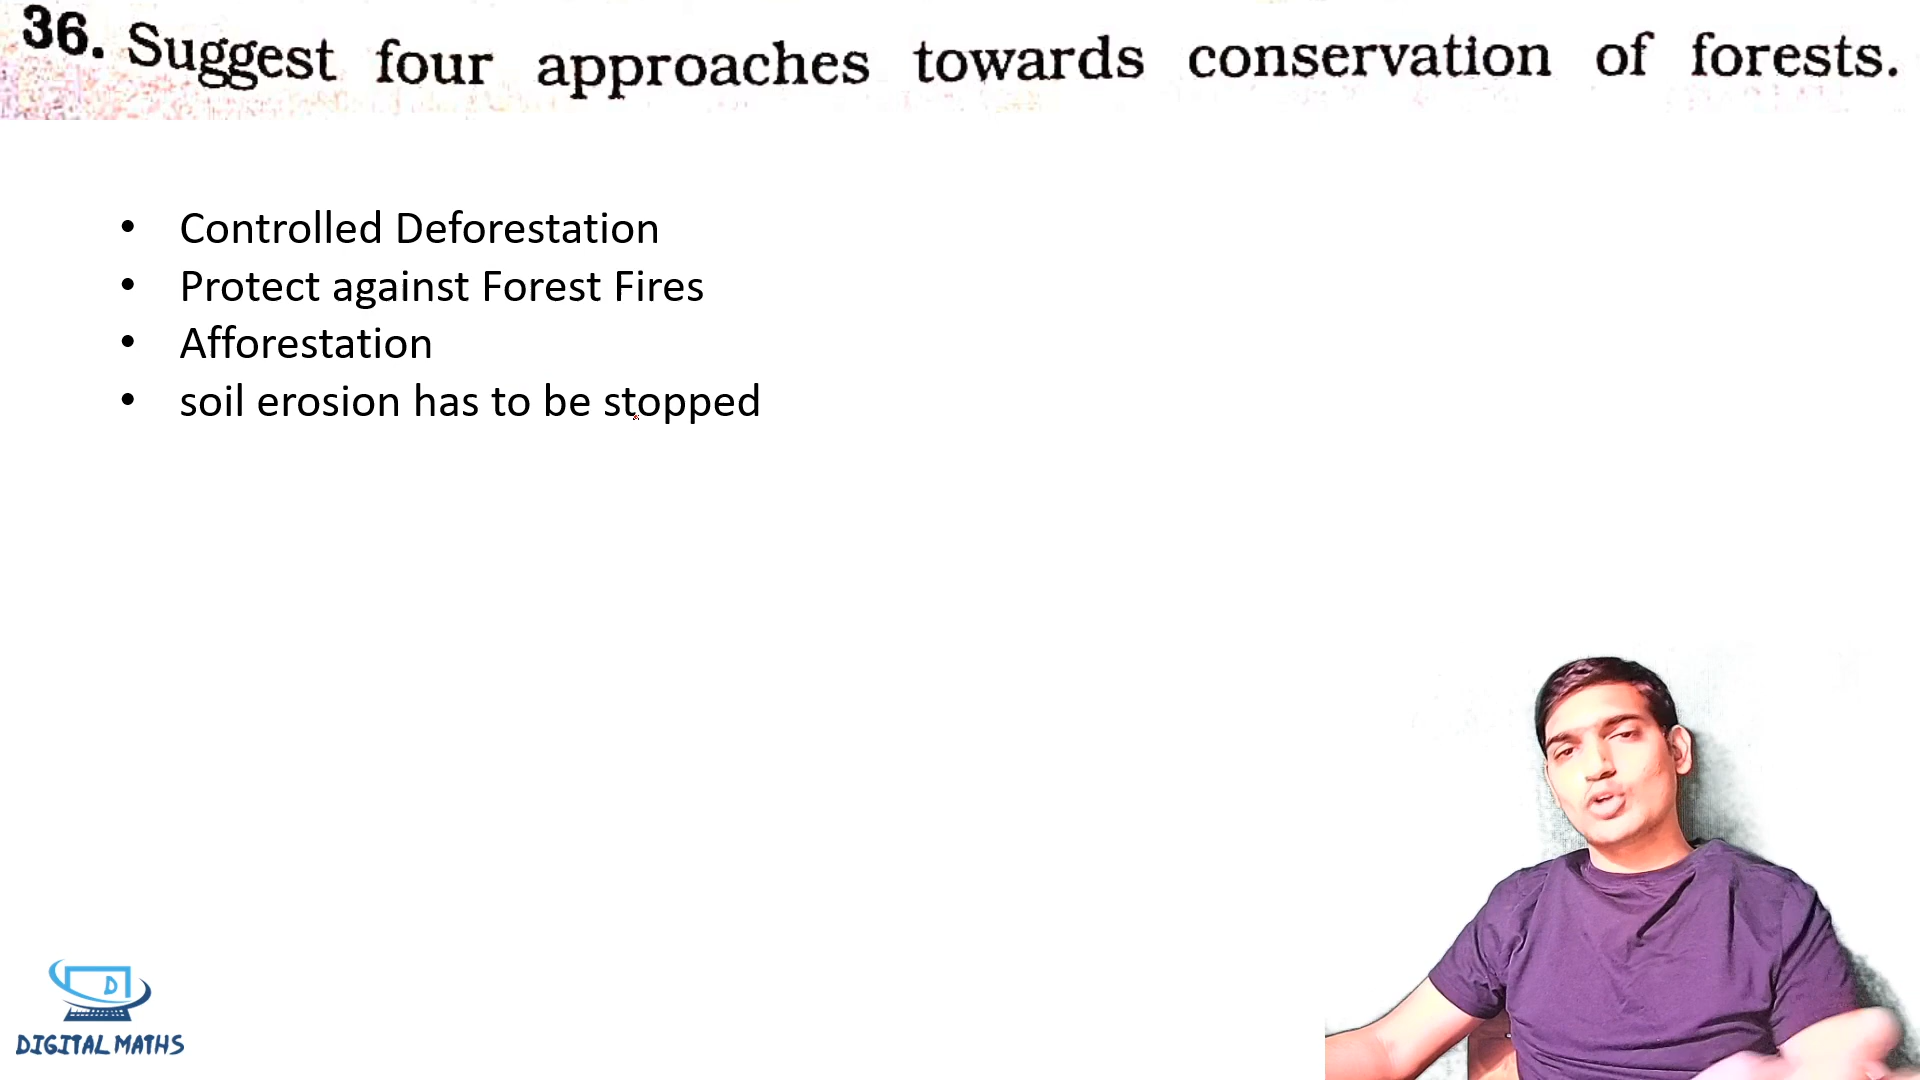 36. Suggest four approaches towards conservation of forests.
• Controlled Deforestation
• Protect against Forest Fires
• Afforestation
• soil erosion has to be stopped
D
DIGITAL MATHS